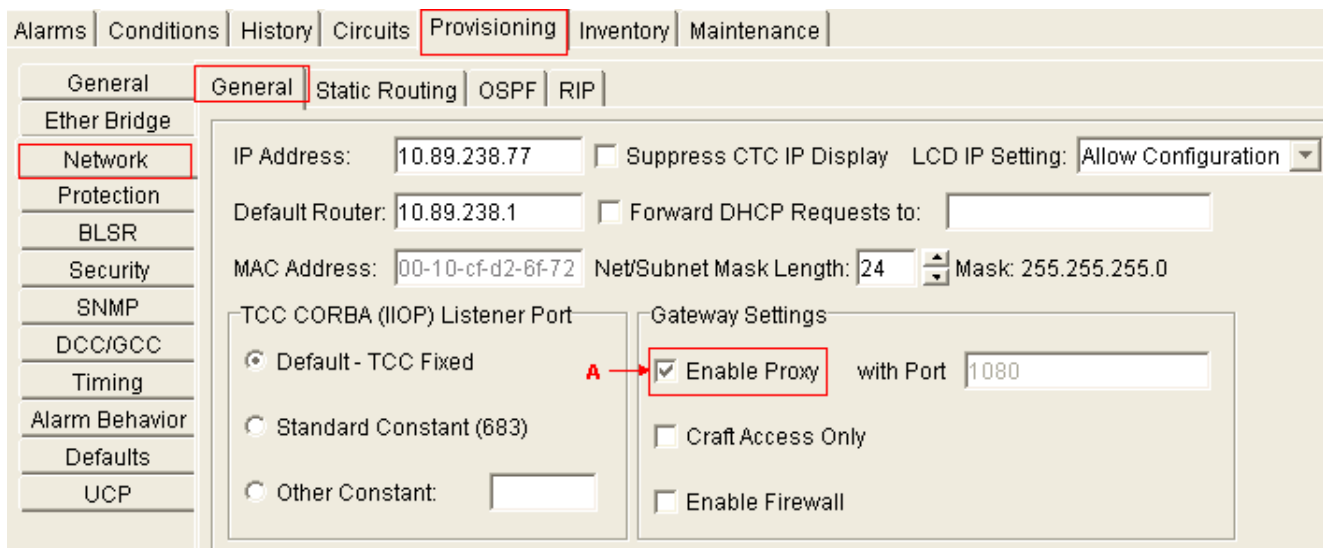 Alarms Conditions History Circuits Provisioning Inventory Maintenance
General
Ether Bridge
Network
Protection
BLSR
Security
SNMP
DCC/GCC
Timing
Alarm Behavior
Defaults
UCP
General Static Routing OSPF RIP
IP Address: 10.89.238.77 Suppress CTC IP Display LCD IP Setting: Allow Configuration
Default Router: 10.89.238.1 Forward DHCP Requests to:
MAC Address: 00-10-cf-d2-6f-72 Net/Subnet Mask Length: 24 Mask: 255.255.255.0
TCC CORBA (IIOP) Listener Port
Default - TCC Fixed
Standard Constant (683)
Other Constant:
Gateway Settings
A Enable Proxy with Port 1080
Craft Access Only
Enable Firewall